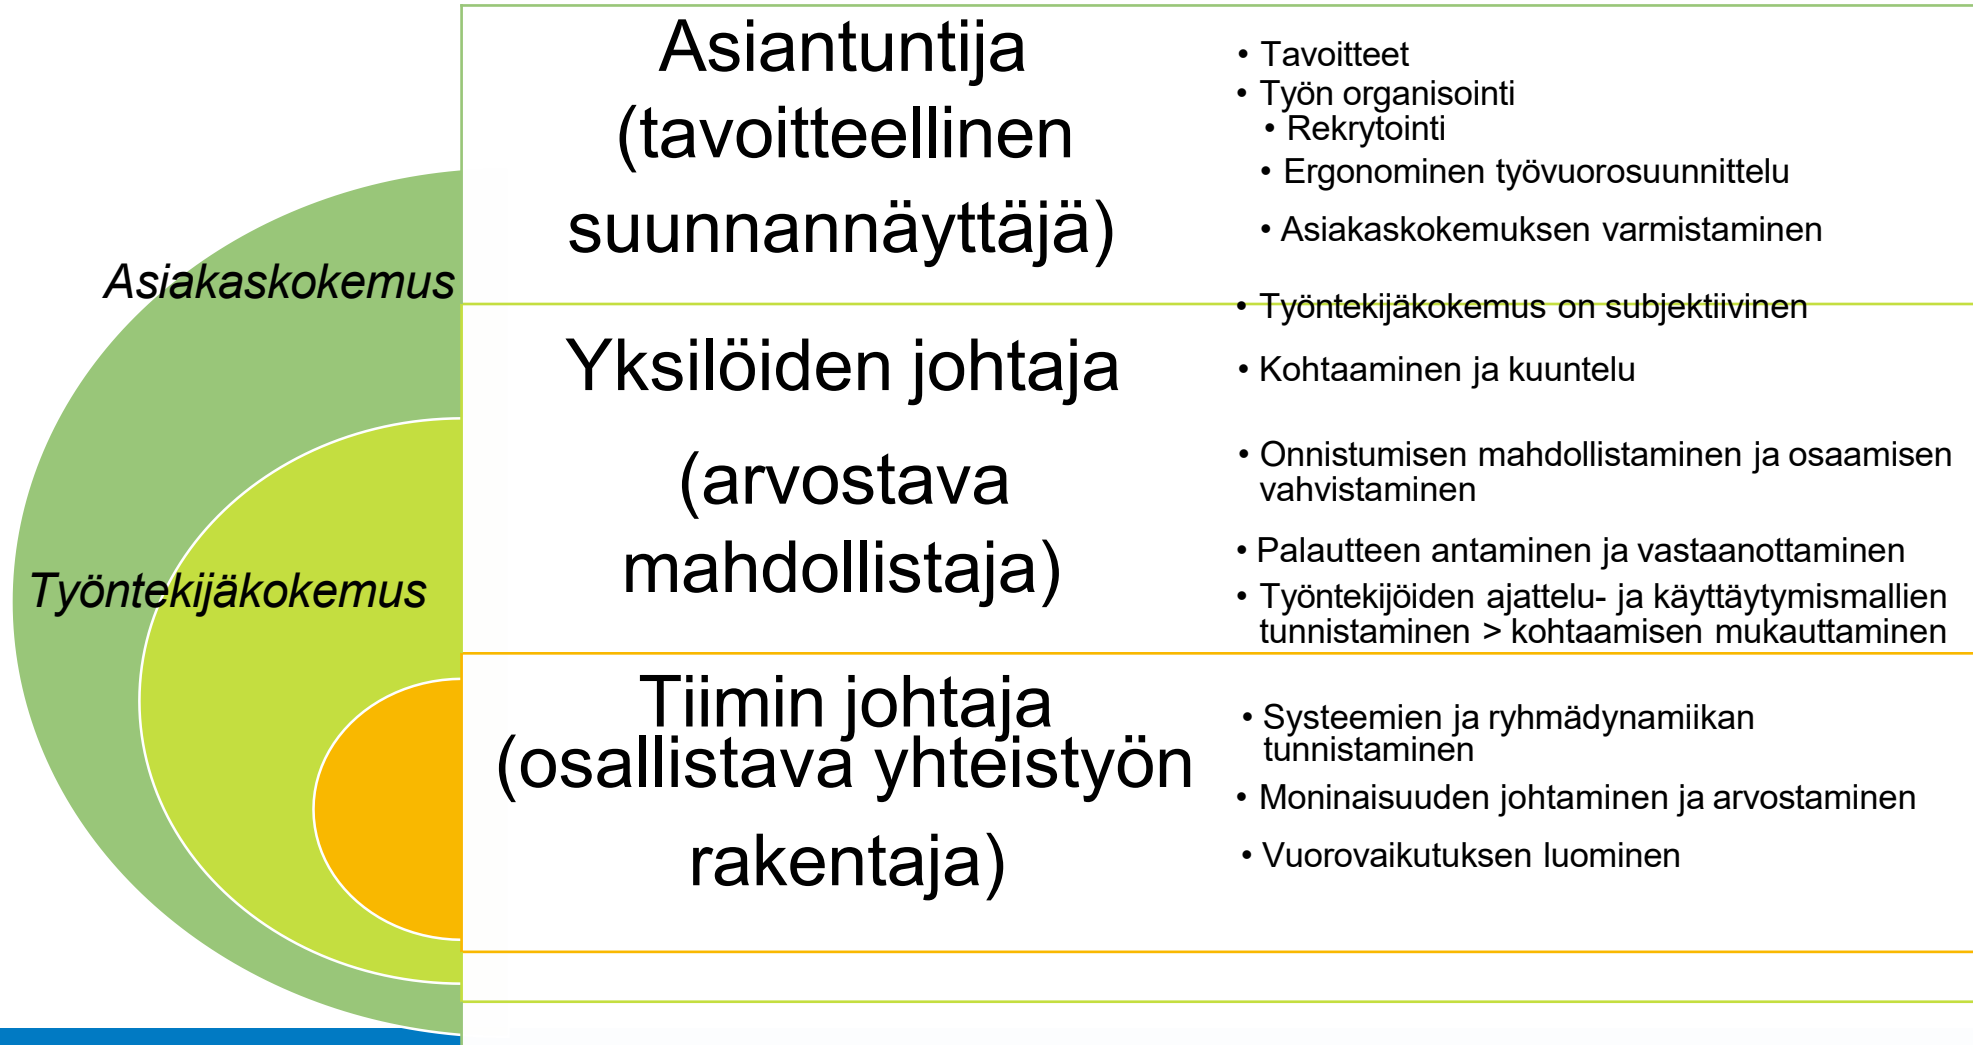 Asiakaskokemus
Työntekijäkokemus
Asiantuntija
(tavoitteellinen
suunnannäyttäjä)
• Tavoitteet
• Työn organisointi
• Rekrytointi
• Ergonominen työvuorosuunnittelu
• Asiakaskokemuksen varmistaminen
Yksilöiden johtaja
(arvostava
mahdollistaja)
• Työntekijäkokemus on subjektiivinen
• Kohtaaminen ja kuuntelu
• Onnistumisen mahdollistaminen ja osaamisen
vahvistaminen
• Palautteen antaminen ja vastaanottaminen
• Työntekijöiden ajattelu- ja käyttäytymismallien
tunnistaminen > kohtaamisen mukauttaminen
Tiimin johtaja
(osallistava yhteistyön
rakentaja)
• Systeemien ja ryhmädynamiikan
tunnistaminen
• Moninaisuuden johtaminen ja arvostaminen
• Vuorovaikutuksen luominen